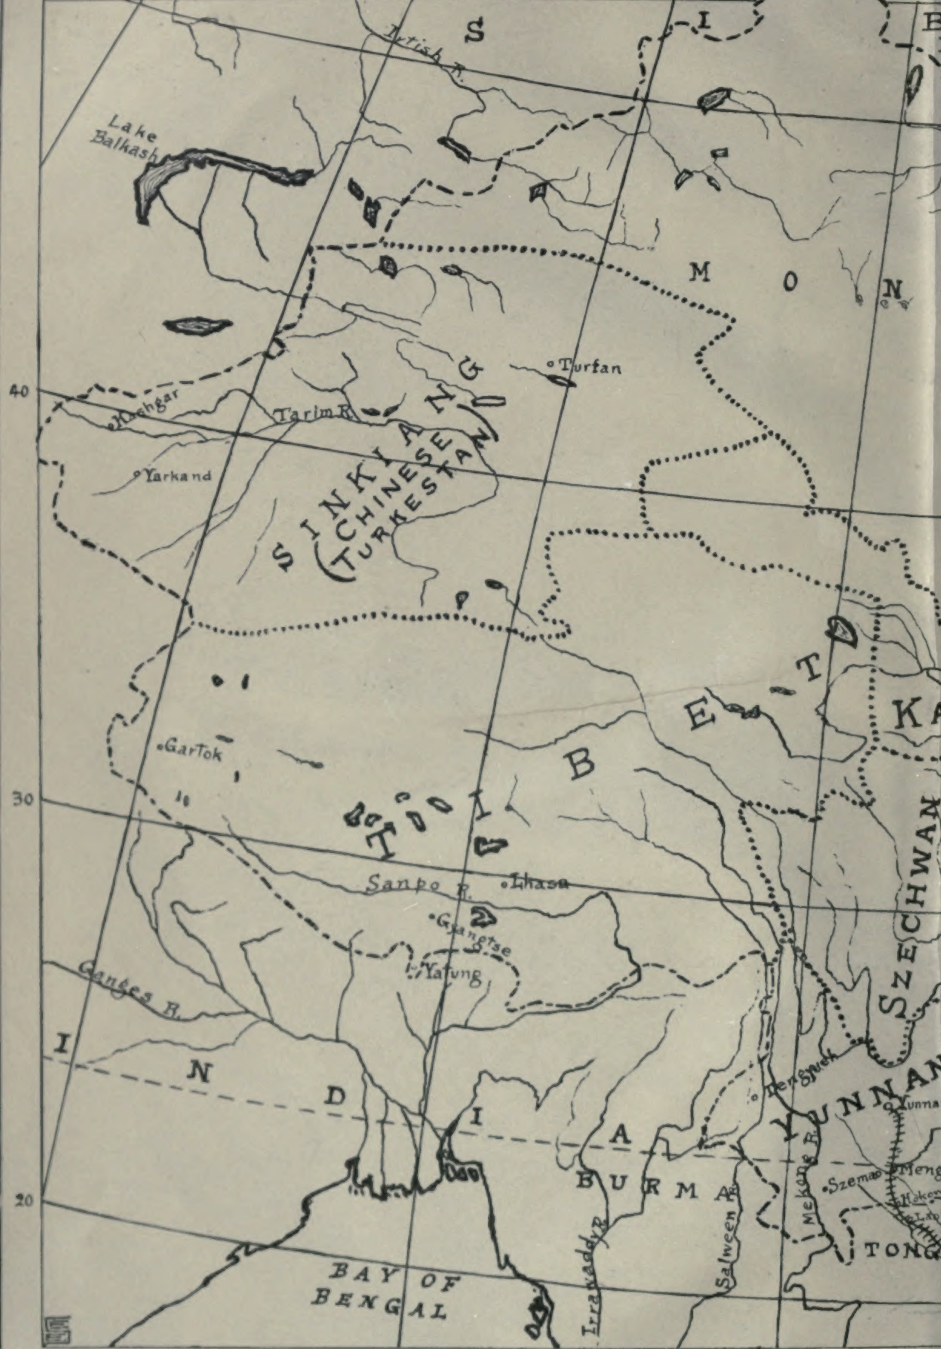 S I E
Irtish R.
Lake
Balkash
M O N
Turfan
40
Kashgar
Tarim R.
Yarkand
SINKIANG
(CHINESE
TURKESTAN)
TIBET
KA
Gartok
30
SZECHWAN
Sanpo R.
Lhasa
Gyangtse
Yatung
Ganges R.
INDIA
Tengyueh
YUNNAN
Yunna
BURMA
Szemao
Meng
Mekong R.
Salween R.
Irrawaddy R.
20
TONG
BAY OF
BENGAL